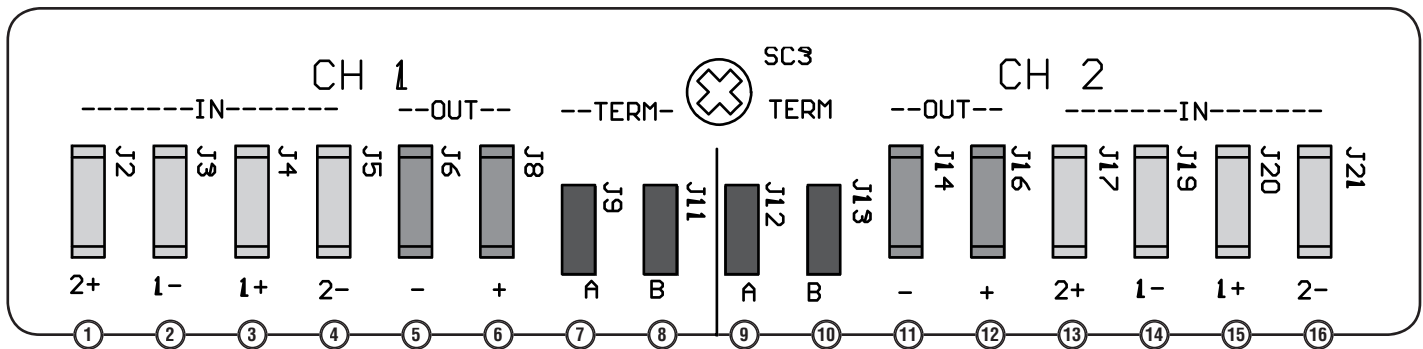 SC3
CH 1 CH 2
-------IN------- --OUT-- --TERM- TERM --OUT-- -------IN-------
J2 J3 J4 J5 J6 J8 J9 J11 J12 J13 J14 J16 J17 J19 J20 J21
2+ 1- 1+ 2- - + A B A B - + 2+ 1- 1+ 2-
1 2 3 4 5 6 7 8 9 10 11 12 13 14 15 16